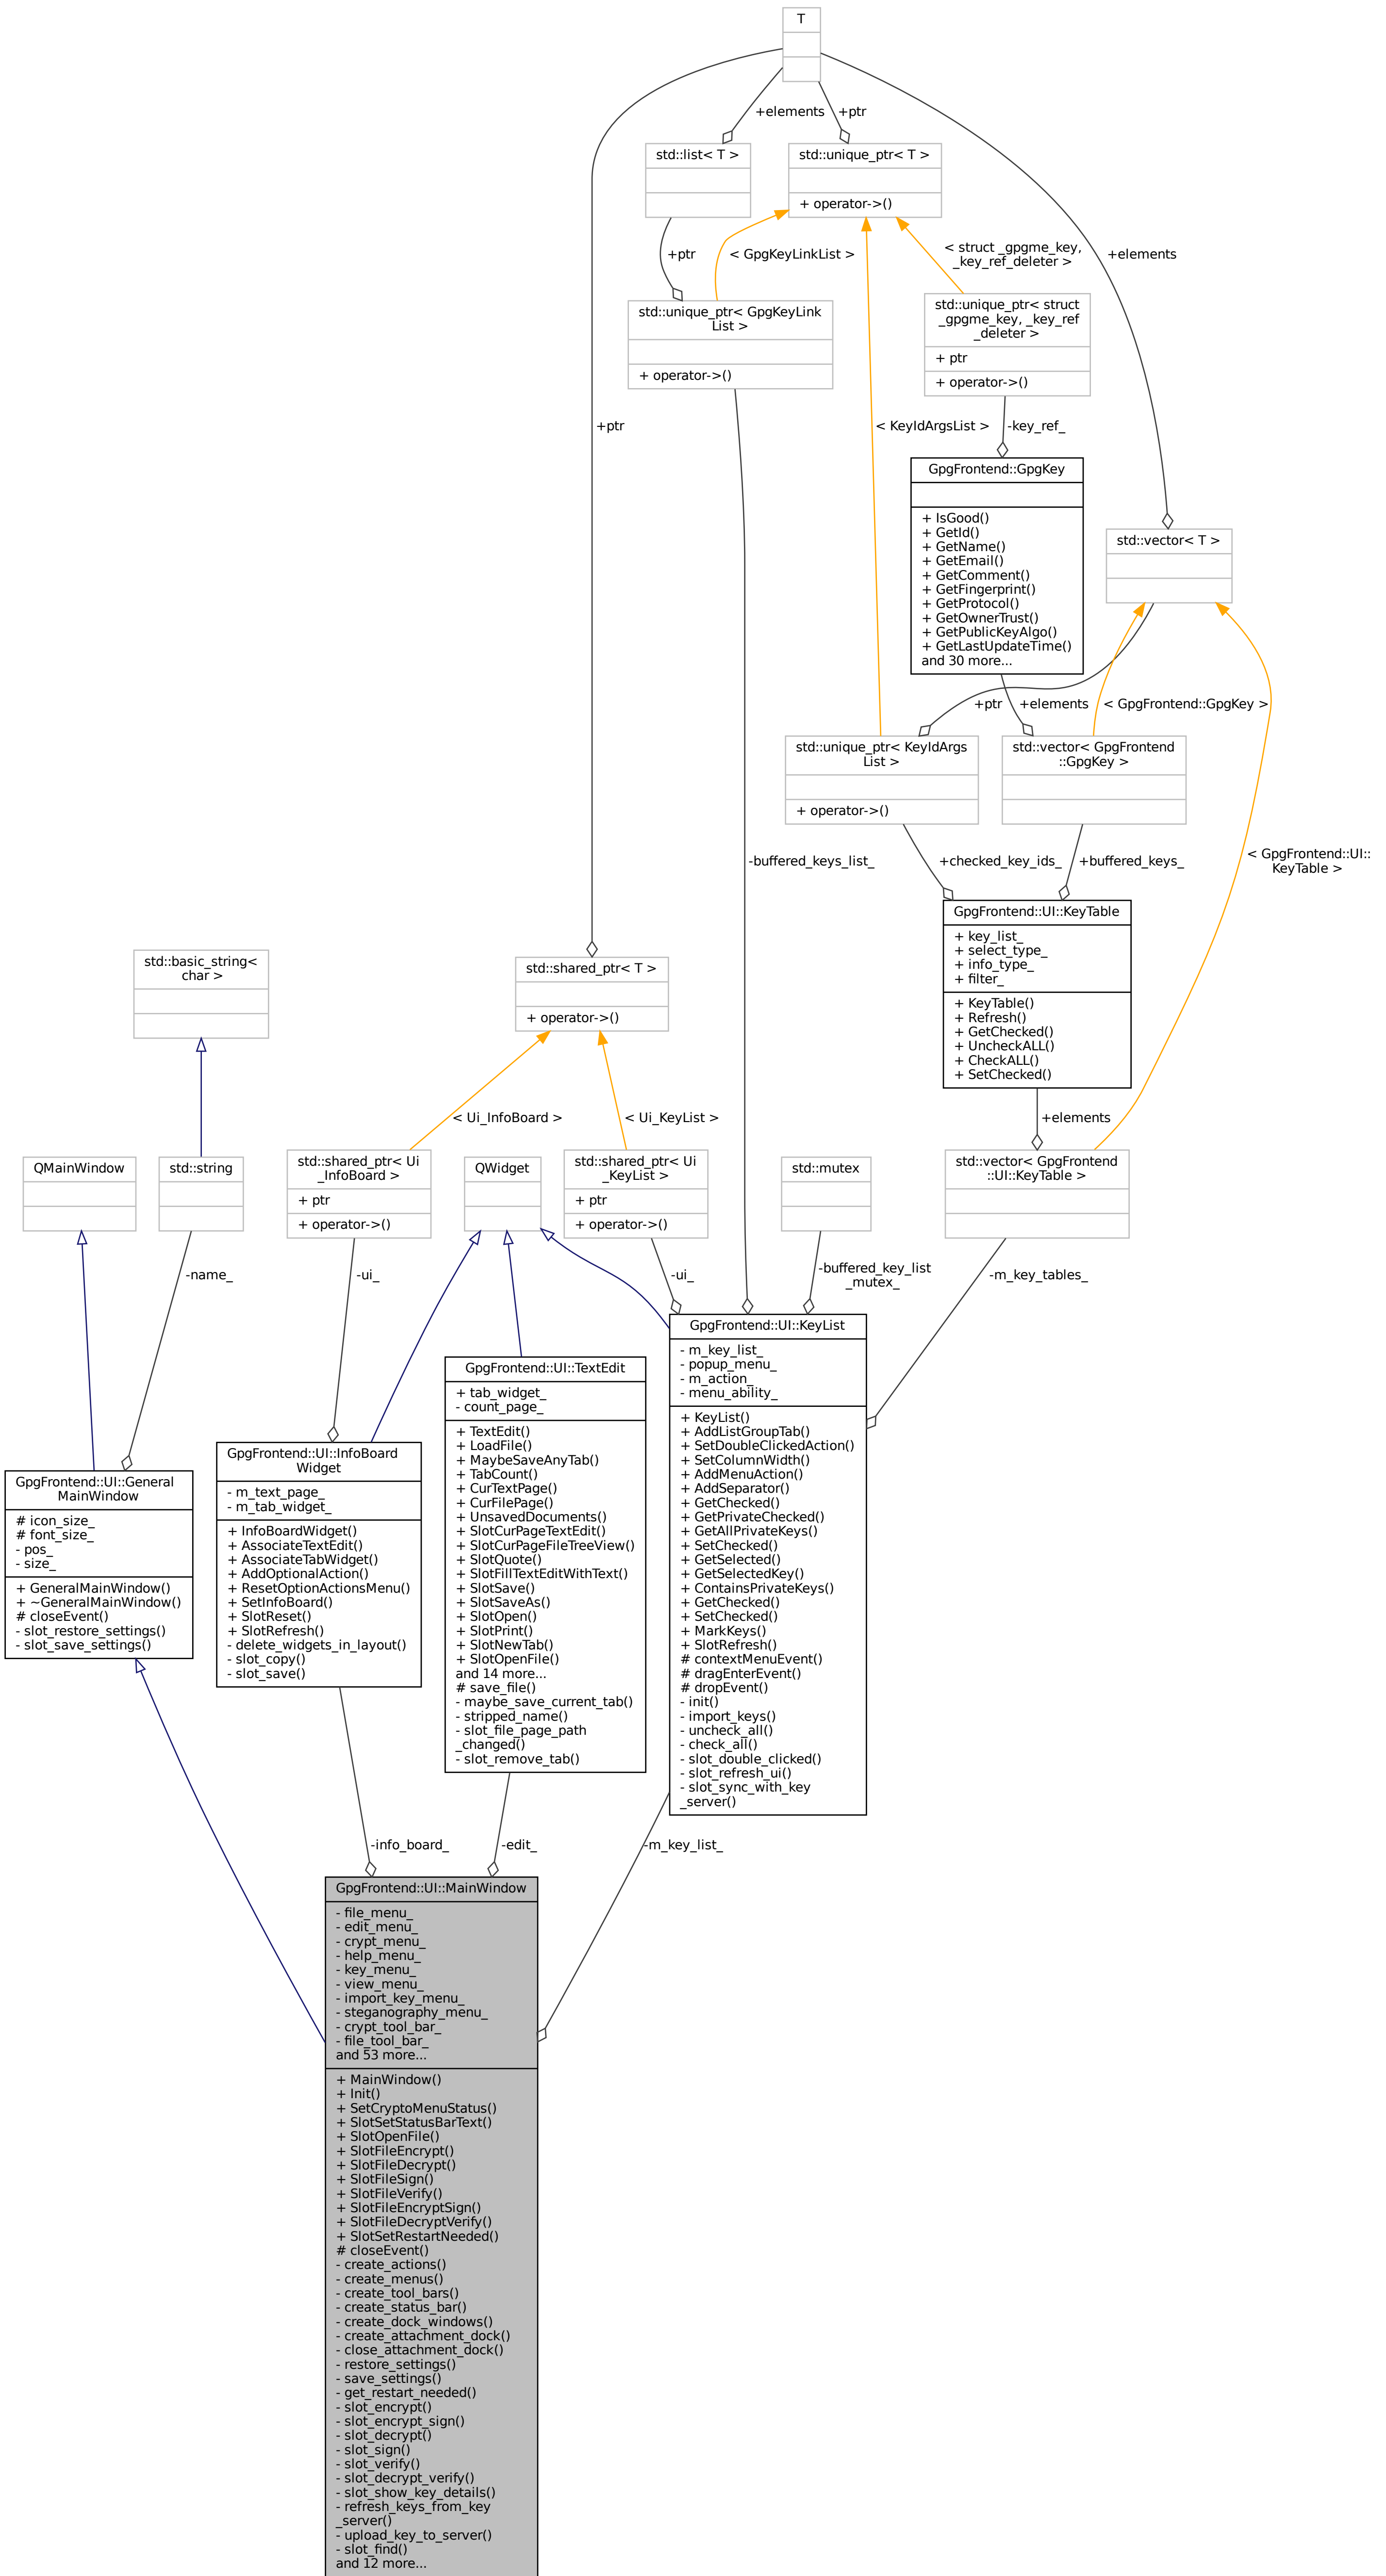 T
+elements
+ptr
std::list< T >
std::unique_ptr< T >
+ operator->()
+ptr
< GpgKeyLinkList >
< struct _gpgme_key,
_key_ref_deleter >
+elements
std::unique_ptr< GpgKeyLink
List >
+ operator->()
std::unique_ptr< struct
_gpgme_key, _key_ref
_deleter >
+ ptr
+ operator->()
+ptr
< KeyIdArgsList >
-key_ref_
GpgFrontend::GpgKey
+ IsGood()
+ GetId()
+ GetName()
+ GetEmail()
+ GetComment()
+ GetFingerprint()
+ GetProtocol()
+ GetOwnerTrust()
+ GetPublicKeyAlgo()
+ GetLastUpdateTime()
and 30 more...
std::vector< T >
+ptr
+elements
< GpgFrontend::GpgKey >
std::unique_ptr< KeyIdArgs
List >
+ operator->()
std::vector< GpgFrontend
::GpgKey >
-buffered_keys_list_
+checked_key_ids_
+buffered_keys_
< GpgFrontend::UI::
KeyTable >
GpgFrontend::UI::KeyTable
+ key_list_
+ select_type_
+ info_type_
+ filter_
+ KeyTable()
+ Refresh()
+ GetChecked()
+ UncheckALL()
+ CheckALL()
+ SetChecked()
std::basic_string<
char >
std::shared_ptr< T >
+ operator->()
< Ui_InfoBoard >
< Ui_KeyList >
+elements
QMainWindow
std::string
std::shared_ptr< Ui
_InfoBoard >
+ ptr
+ operator->()
QWidget
std::shared_ptr< Ui
_KeyList >
+ ptr
+ operator->()
std::mutex
std::vector< GpgFrontend
::UI::KeyTable >
-name_
-ui_
-ui_
-buffered_key_list
_mutex_
-m_key_tables_
GpgFrontend::UI::General
MainWindow
# icon_size_
# font_size_
- pos_
- size_
+ GeneralMainWindow()
+ ~GeneralMainWindow()
# closeEvent()
- slot_restore_settings()
- slot_save_settings()
GpgFrontend::UI::InfoBoard
Widget
- m_text_page_
- m_tab_widget_
+ InfoBoardWidget()
+ AssociateTextEdit()
+ AssociateTabWidget()
+ AddOptionalAction()
+ ResetOptionActionsMenu()
+ SetInfoBoard()
+ SlotReset()
+ SlotRefresh()
- delete_widgets_in_layout()
- slot_copy()
- slot_save()
GpgFrontend::UI::TextEdit
+ tab_widget_
- count_page_
+ TextEdit()
+ LoadFile()
+ MaybeSaveAnyTab()
+ TabCount()
+ CurTextPage()
+ CurFilePage()
+ UnsavedDocuments()
+ SlotCurPageTextEdit()
+ SlotCurPageFileTreeView()
+ SlotQuote()
+ SlotFillTextEditWithText()
+ SlotSave()
+ SlotSaveAs()
+ SlotOpen()
+ SlotPrint()
+ SlotNewTab()
+ SlotOpenFile()
and 14 more...
# save_file()
- maybe_save_current_tab()
- stripped_name()
- slot_file_page_path
_changed()
- slot_remove_tab()
GpgFrontend::UI::KeyList
- m_key_list_
- popup_menu_
- m_action_
- menu_ability_
+ KeyList()
+ AddListGroupTab()
+ SetDoubleClickedAction()
+ SetColumnWidth()
+ AddMenuAction()
+ AddSeparator()
+ GetChecked()
+ GetPrivateChecked()
+ GetAllPrivateKeys()
+ SetChecked()
+ GetSelected()
+ GetSelectedKey()
+ ContainsPrivateKeys()
+ GetChecked()
+ SetChecked()
+ MarkKeys()
+ SlotRefresh()
# contextMenuEvent()
# dragEnterEvent()
# dropEvent()
- init()
- import_keys()
- uncheck_all()
- check_all()
- slot_double_clicked()
- slot_refresh_ui()
- slot_sync_with_key
_server()
-info_board_
-edit_
-m_key_list_
GpgFrontend::UI::MainWindow
- file_menu_
- edit_menu_
- crypt_menu_
- help_menu_
- key_menu_
- view_menu_
- import_key_menu_
- steganography_menu_
- crypt_tool_bar_
- file_tool_bar_
and 53 more...
+ MainWindow()
+ Init()
+ SetCryptoMenuStatus()
+ SlotSetStatusBarText()
+ SlotOpenFile()
+ SlotFileEncrypt()
+ SlotFileDecrypt()
+ SlotFileSign()
+ SlotFileVerify()
+ SlotFileEncryptSign()
+ SlotFileDecryptVerify()
+ SlotSetRestartNeeded()
# closeEvent()
- create_actions()
- create_menus()
- create_tool_bars()
- create_status_bar()
- create_dock_windows()
- create_attachment_dock()
- close_attachment_dock()
- restore_settings()
- save_settings()
- get_restart_needed()
- slot_encrypt()
- slot_encrypt_sign()
- slot_decrypt()
- slot_sign()
- slot_verify()
- slot_decrypt_verify()
- slot_show_key_details()
- refresh_keys_from_key
_server()
- upload_key_to_server()
- slot_find()
and 12 more...